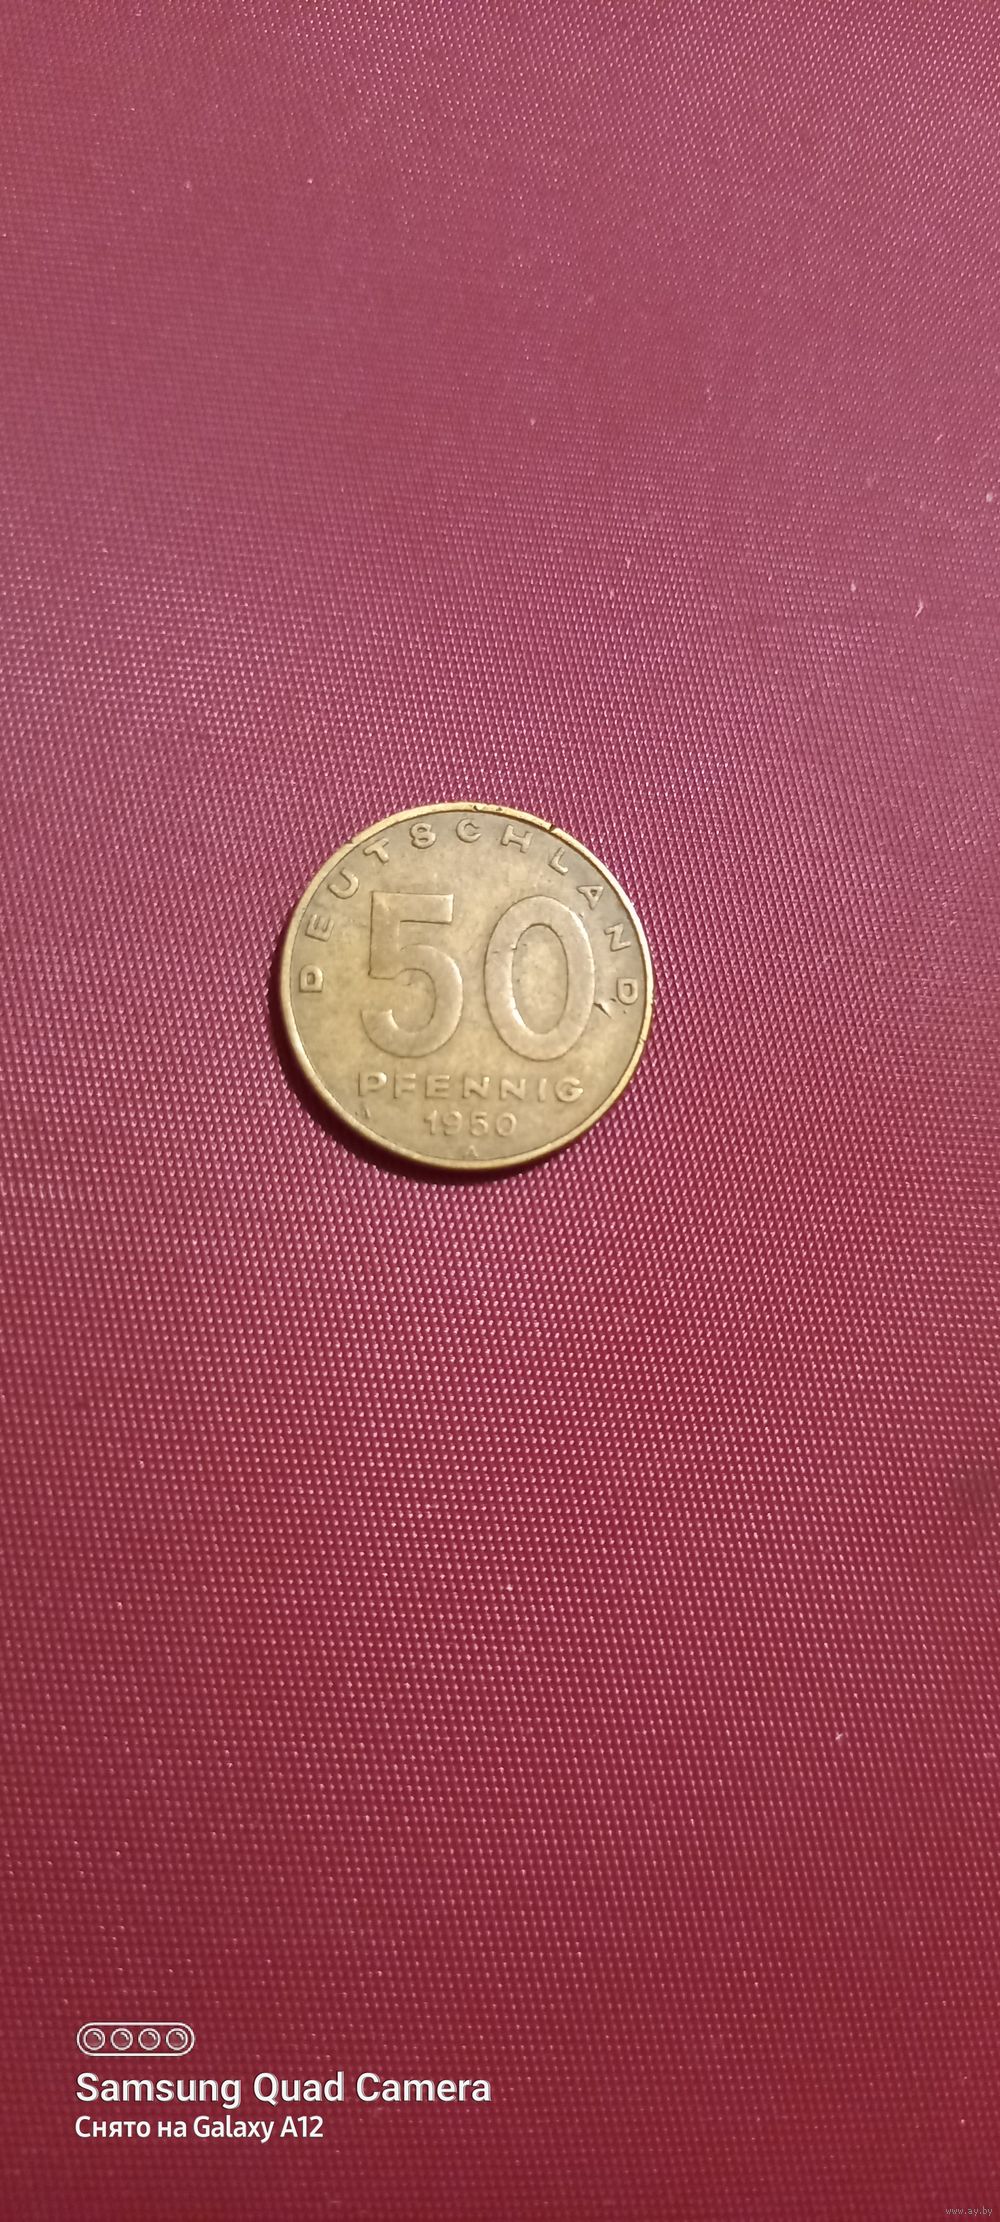 DEUTSCHLAND
50
PFENNIG
1950
A
Samsung Quad Camera
Снято на Galaxy A12
www.ay.by